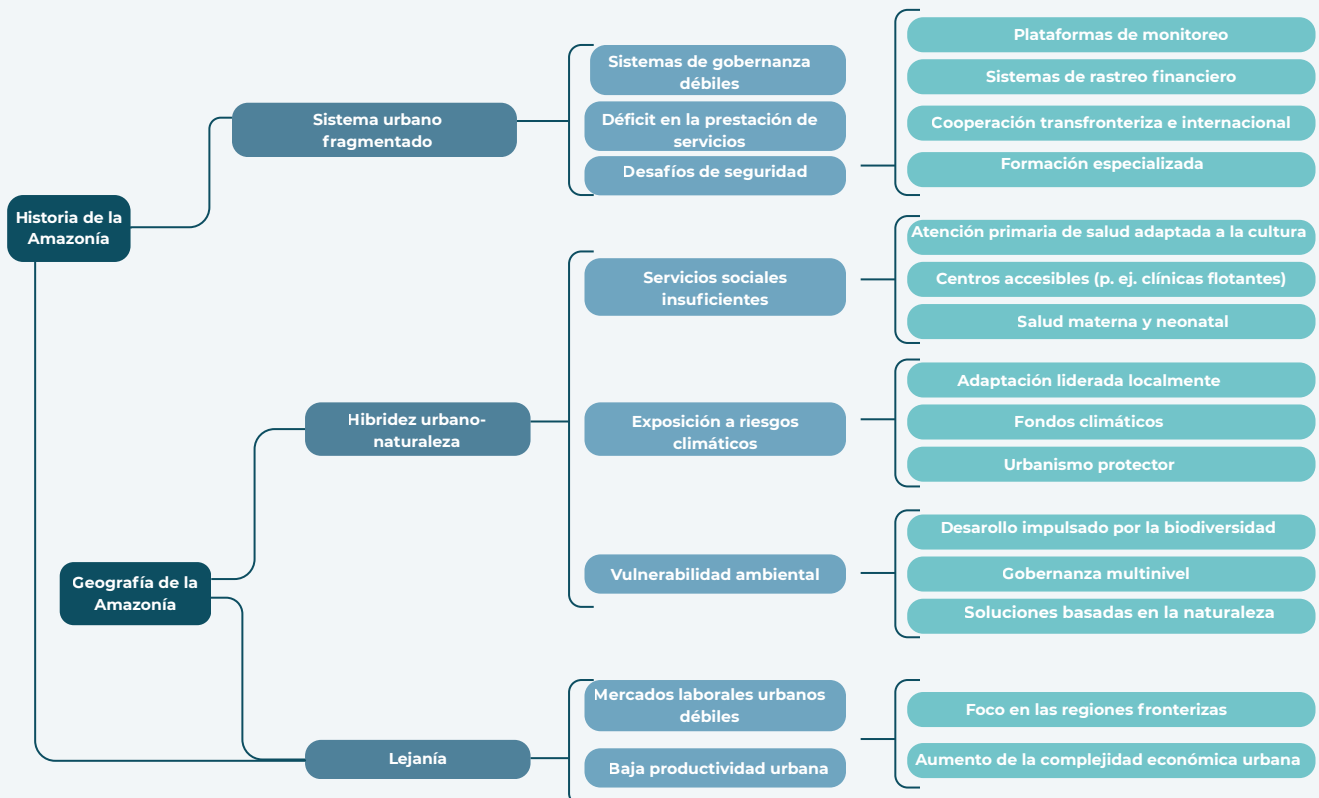 Historia de la
Amazonía
Geografía de la
Amazonía
Sistema urbano
fragmentado
Hibridez urbano-
naturaleza
Lejanía
Sistemas de gobernanza
débiles
Déficit en la prestación de
servicios
Desafíos de seguridad
Servicios sociales
insuficientes
Exposición a riesgos
climáticos
Vulnerabilidad ambiental
Mercados laborales urbanos
débiles
Baja productividad urbana
Plataformas de monitoreo
Sistemas de rastreo financiero
Cooperación transfronteriza e internacional
Formación especializada
Atención primaria de salud adaptada a la cultura
Centros accesibles (p. ej. clínicas flotantes)
Salud materna y neonatal
Adaptación liderada localmente
Fondos climáticos
Urbanismo protector
Desarollo impulsado por la biodiversidad
Gobernanza multinivel
Soluciones basadas en la naturaleza
Foco en las regiones fronterizas
Aumento de la complejidad económica urbana